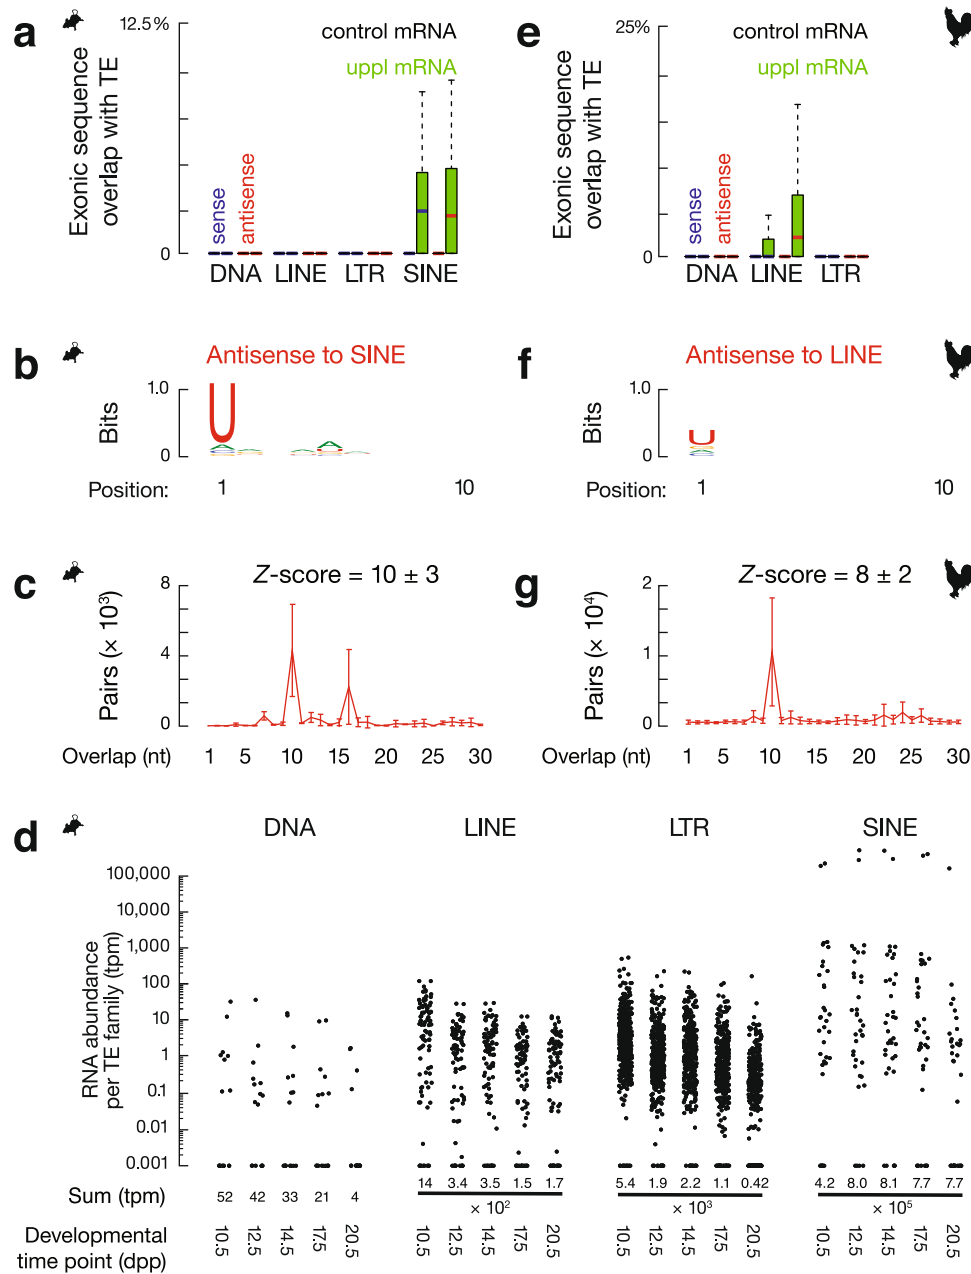 a
12.5%
0
Exonic sequence
overlap with TE
control mRNA
uppl mRNA
sense
antisense
DNA LINE LTR SINE
e
25%
0
Exonic sequence
overlap with TE
control mRNA
uppl mRNA
sense
antisense
DNA LINE LTR
b
Antisense to SINE
Bits
1.0
0
U
Position: 1 10
f
Antisense to LINE
Bits
1.0
0
U
Position: 1 10
c
Z-score = 10 ± 3
Pairs (× 10³)
8
4
0
Overlap (nt) 1 5 10 15 20 25 30
g
Z-score = 8 ± 2
Pairs (× 10⁴)
2
1
0
Overlap (nt) 1 5 10 15 20 25 30
d
DNA LINE LTR SINE
RNA abundance
per TE family (tpm)
100,000
10,000
1,000
100
10
1
0.1
0.01
0.001
Sum (tpm) 52 42 33 21 4 14 3.4 3.5 1.5 1.7 5.4 1.9 2.2 1.1 0.42 4.2 8.0 8.1 7.7 7.7
× 10² × 10³ × 10⁵
Developmental
time point (dpp)
10.5 12.5 14.5 17.5 20.5 10.5 12.5 14.5 17.5 20.5 10.5 12.5 14.5 17.5 20.5 10.5 12.5 14.5 17.5 20.5